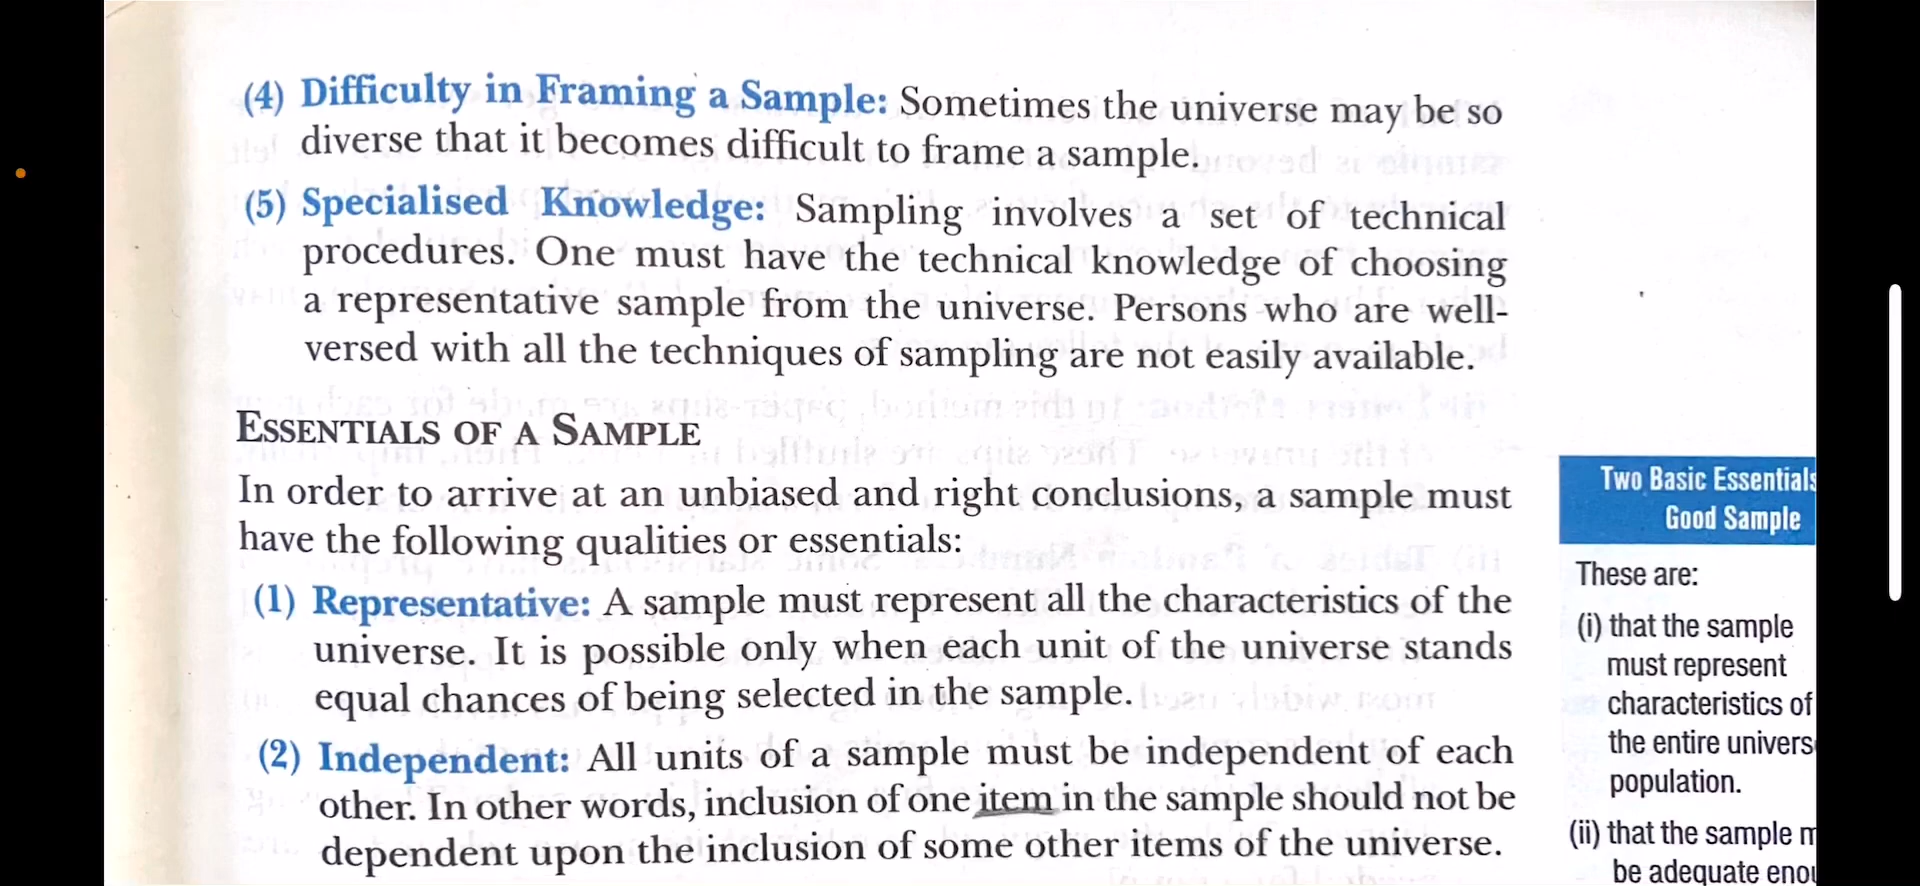 (4) Difficulty in Framing a Sample: Sometimes the universe may be so
diverse that it becomes difficult to frame a sample.
(5) Specialised Knowledge: Sampling involves a set of technical
procedures. One must have the technical knowledge of choosing
a representative sample from the universe. Persons who are well-
versed with all the techniques of sampling are not easily available.
ESSENTIALS OF A SAMPLE
In order to arrive at an unbiased and right conclusions, a sample must
have the following qualities or essentials:
(1) Representative: A sample must represent all the characteristics of the
universe. It is possible only when each unit of the universe stands
equal chances of being selected in the sample.
(2) Independent: All units of a sample must be independent of each
other. In other words, inclusion of one item in the sample should not be
dependent upon the inclusion of some other items of the universe.
Two Basic Essentials
Good Sample
These are:
(i) that the sample
must represent
characteristics of
the entire
population.
(ii) that the sample
be adequate